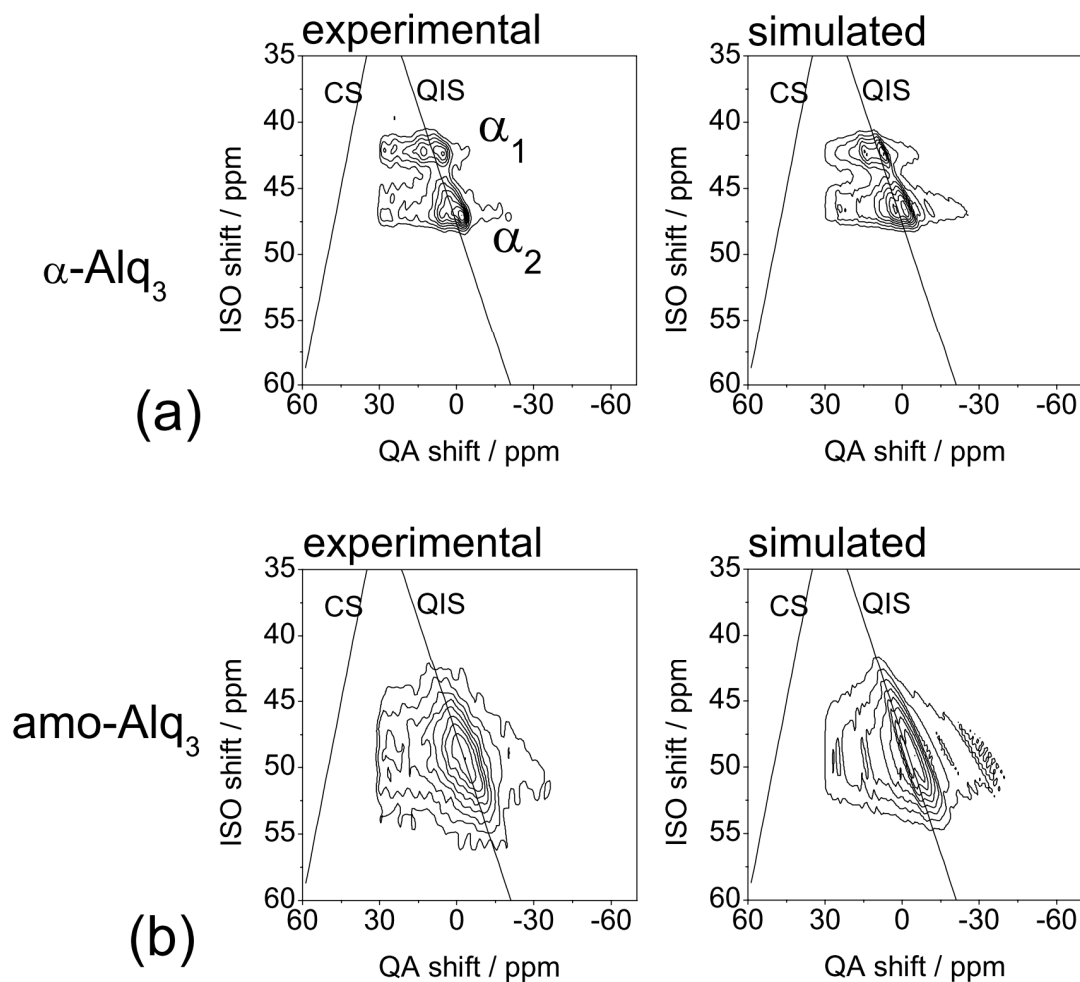 experimental
simulated
35
40
45
50
55
60
ISO shift / ppm
CS
QIS
α1
α2
60 30 0 -30 -60
QA shift / ppm
35
40
45
50
55
60
ISO shift / ppm
CS
QIS
60 30 0 -30 -60
QA shift / ppm
α-Alq3
(a)
experimental
simulated
35
40
45
50
55
60
ISO shift / ppm
CS
QIS
60 30 0 -30 -60
QA shift / ppm
35
40
45
50
55
60
ISO shift / ppm
CS
QIS
60 30 0 -30 -60
QA shift / ppm
amo-Alq3
(b)